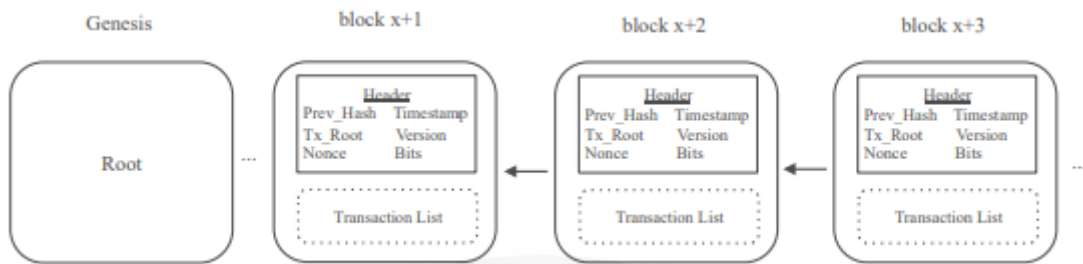 Genesis
block x+1
block x+2
block x+3
Root
...
Header
Prev_Hash Timestamp
Tx_Root Version
Nonce Bits
Transaction List
Header
Prev_Hash Timestamp
Tx_Root Version
Nonce Bits
Transaction List
Header
Prev_Hash Timestamp
Tx_Root Version
Nonce Bits
Transaction List
...